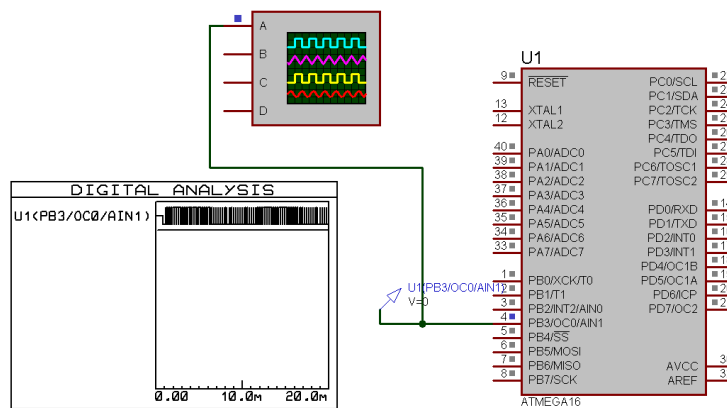 A
B
C
D
DIGITAL ANALYSIS
U1(PB3/OC0/AIN1)
0.00 10.0m 20.0m
U1(PB3/OC0/AIN1)
V=0
U1
9 RESET
13 XTAL1
12 XTAL2
40 PA0/ADC0
39 PA1/ADC1
38 PA2/ADC2
37 PA3/ADC3
36 PA4/ADC4
35 PA5/ADC5
34 PA6/ADC6
33 PA7/ADC7
1 PB0/XCK/T0
2 PB1/T1
3 PB2/INT2/AIN0
4 PB3/OC0/AIN1
5 PB4/SS
6 PB5/MOSI
7 PB6/MISO
8 PB7/SCK
PC0/SCL
PC1/SDA
PC2/TCK
PC3/TMS
PC4/TDO
PC5/TDI
PC6/TOSC1
PC7/TOSC2
PD0/RXD
PD1/TXD
PD2/INT0
PD3/INT1
PD4/OC1B
PD5/OC1A
PD6/ICP
PD7/OC2
AVCC
AREF
ATMEGA16